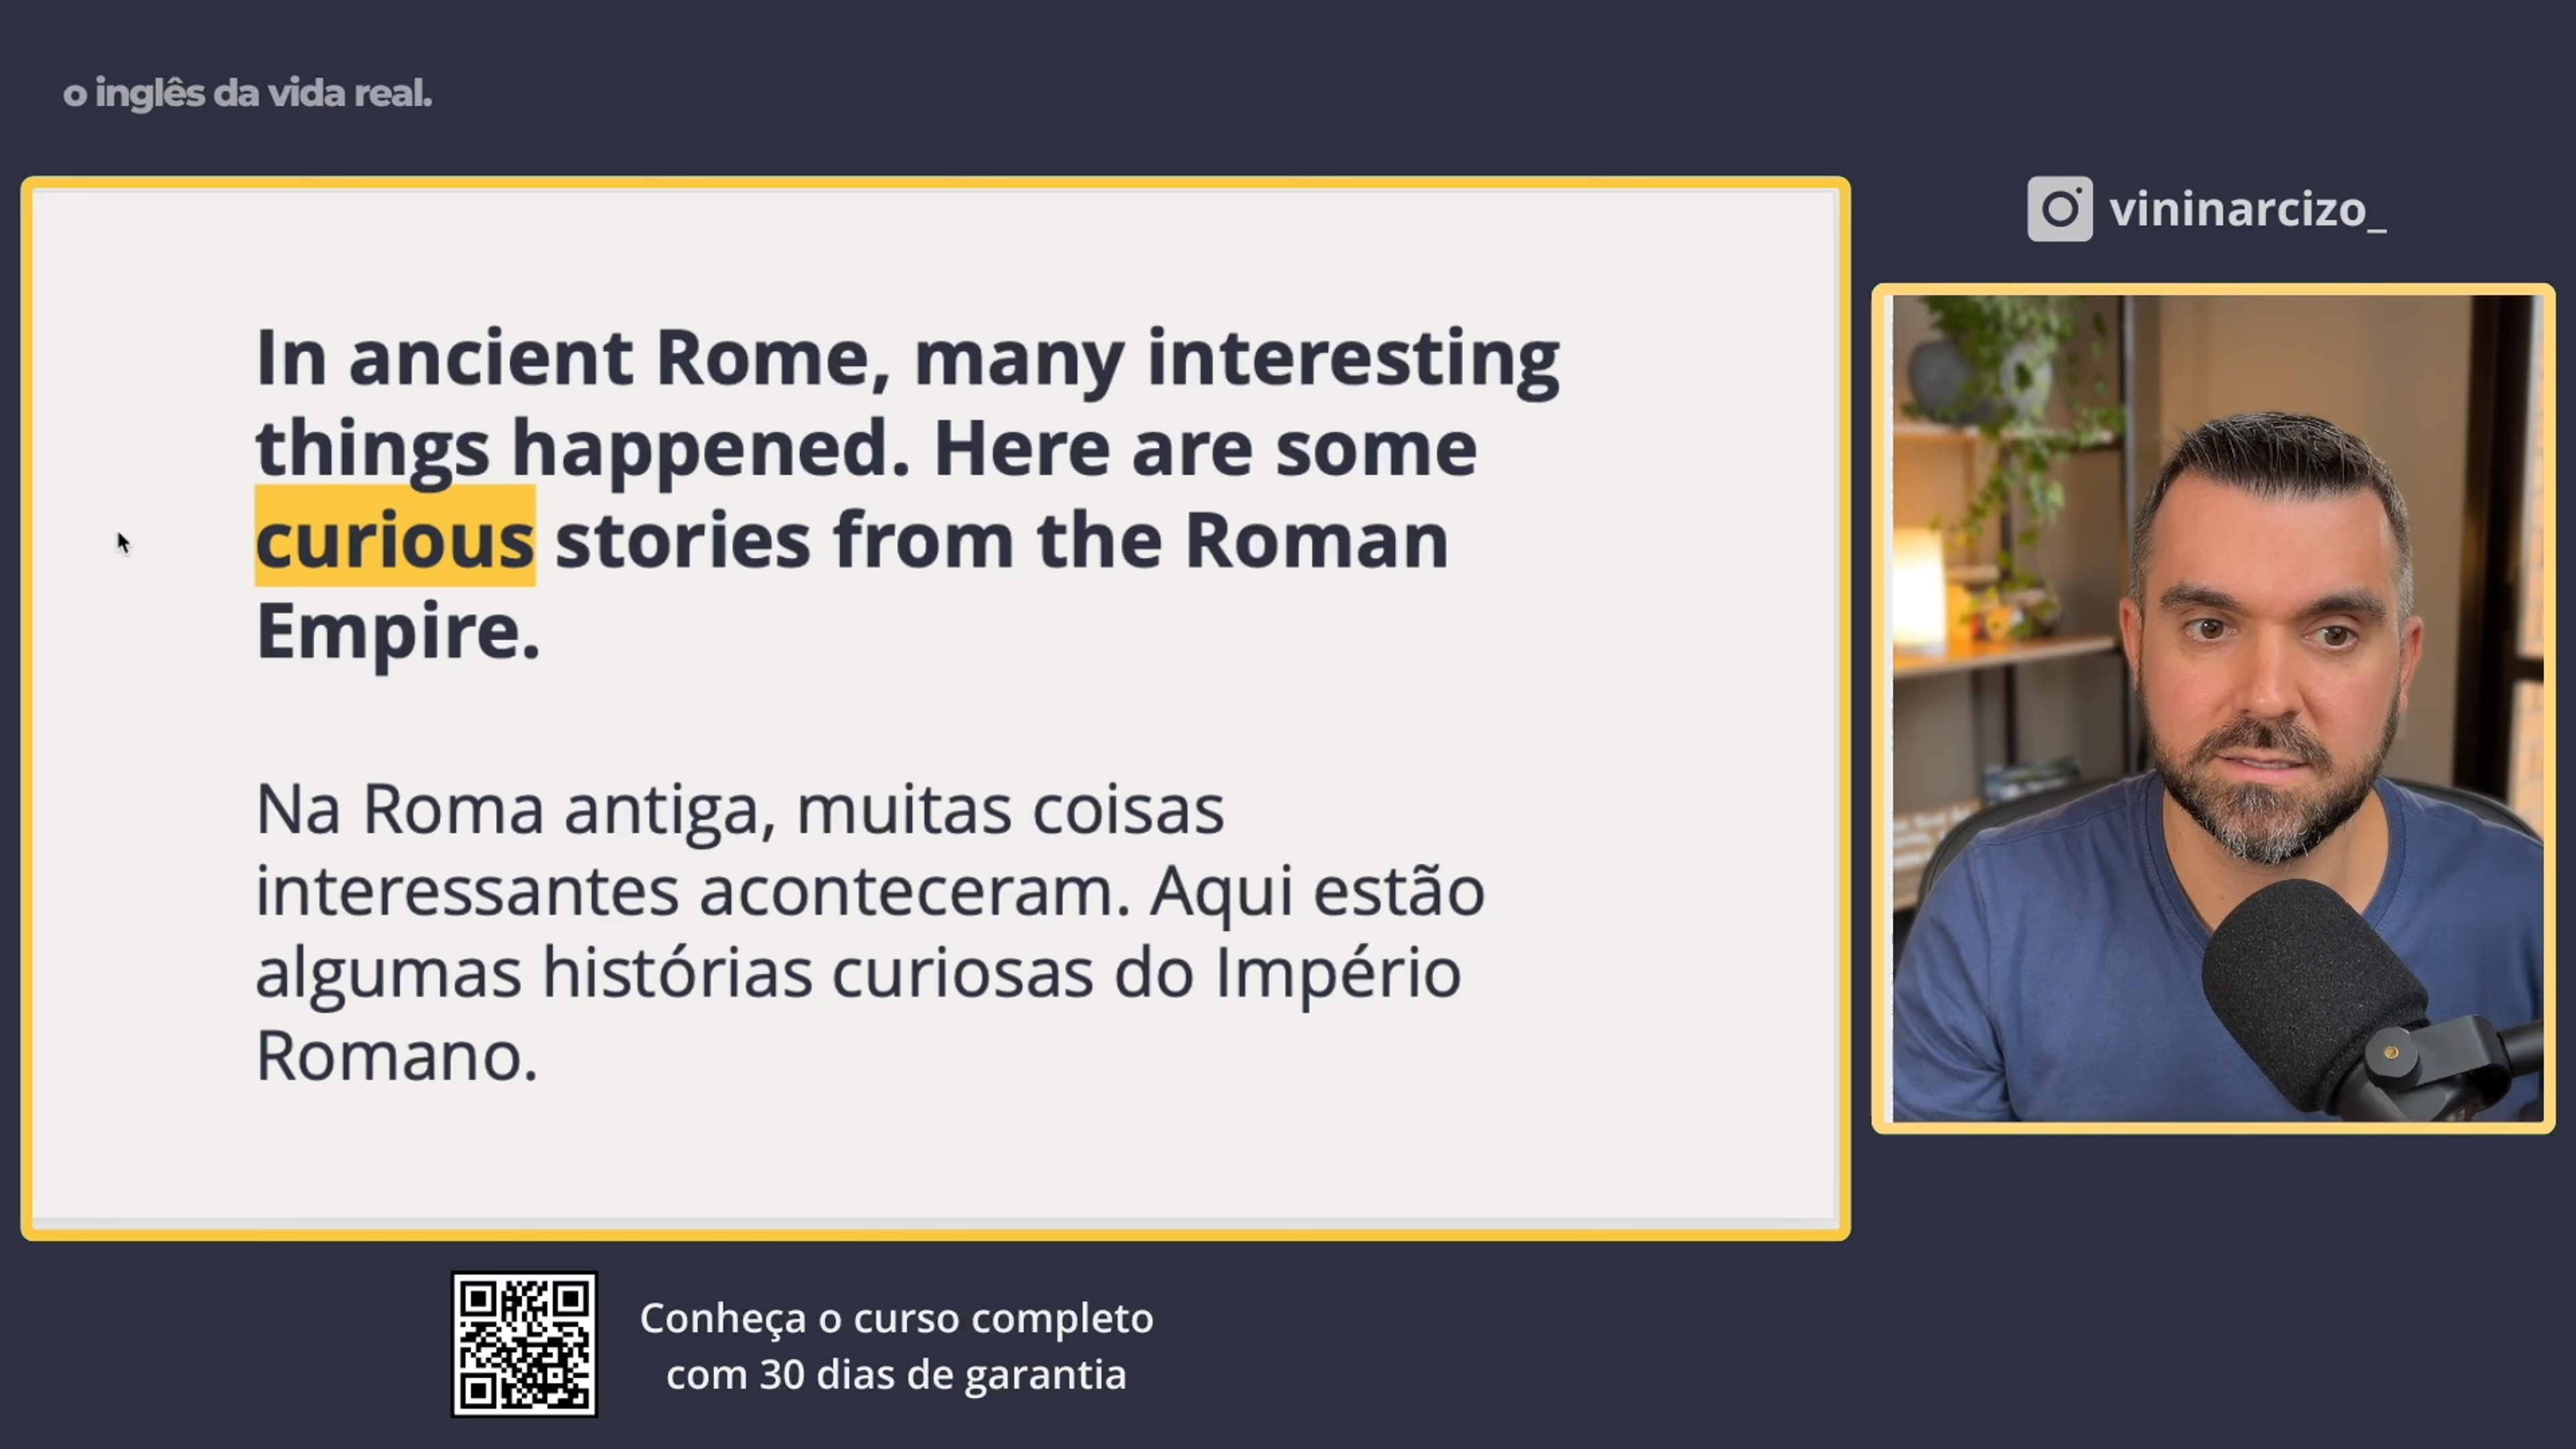 o inglês da vida real.
vininarcizo_
In ancient Rome, many interesting
things happened. Here are some
curious stories from the Roman
Empire.
Na Roma antiga, muitas coisas
interessantes aconteceram. Aqui estão
algumas histórias curiosas do Império
Romano.
Conheça o curso completo
com 30 dias de garantia